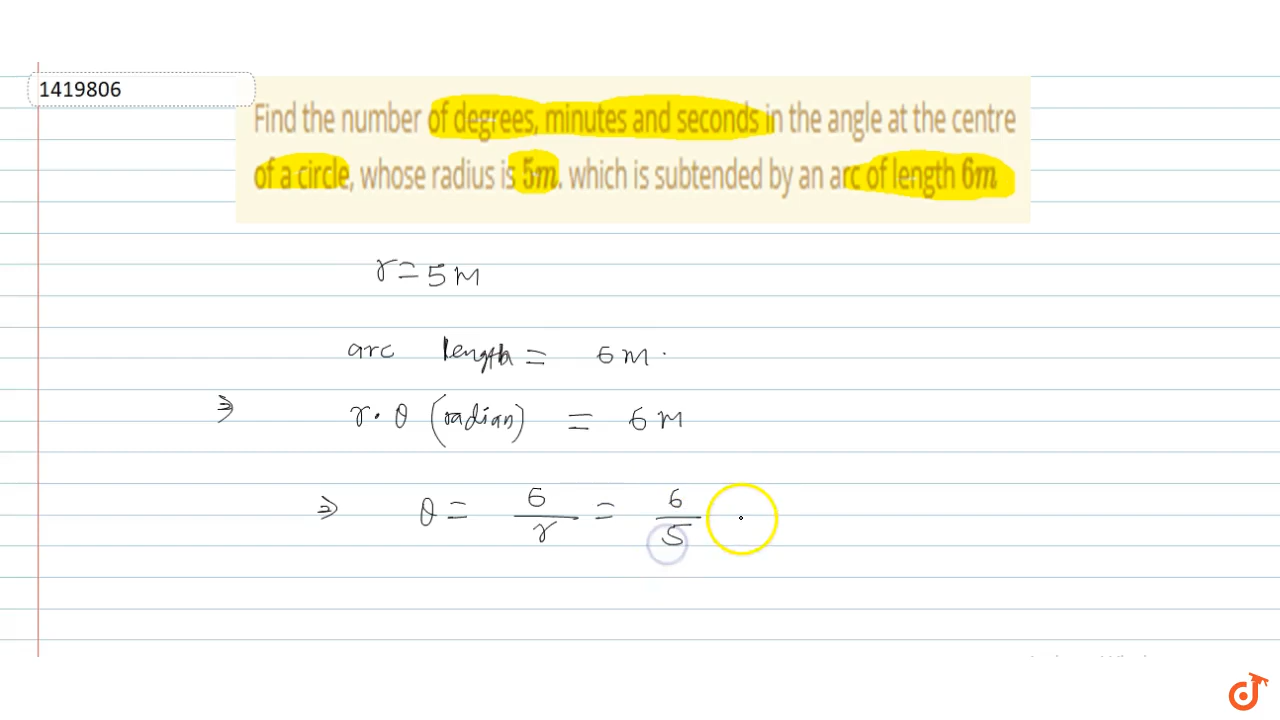 1419806
Find the number of degrees, minutes and seconds in the angle at the centre
of a circle, whose radius is 5m. which is subtended by an arc of length 6m
r = 5 m
arc length = 6 m.
⇒ r · θ (radian) = 6 m
⇒ θ = 6/r = 6/5